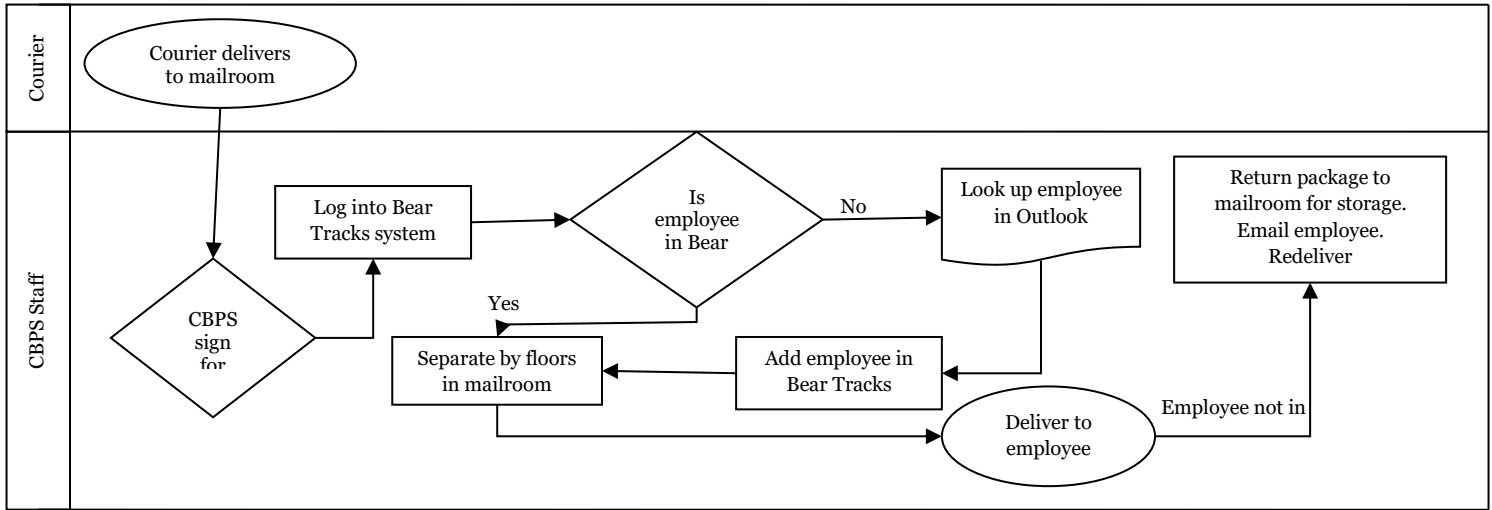 Courier
Courier delivers
to mailroom
CBPS Staff
CBPS
sign
for
Log into Bear
Tracks system
Is
employee
in Bear
No
Look up employee
in Outlook
Return package to
mailroom for storage.
Email employee.
Redeliver
Yes
Separate by floors
in mailroom
Add employee in
Bear Tracks
Deliver to
employee
Employee not in